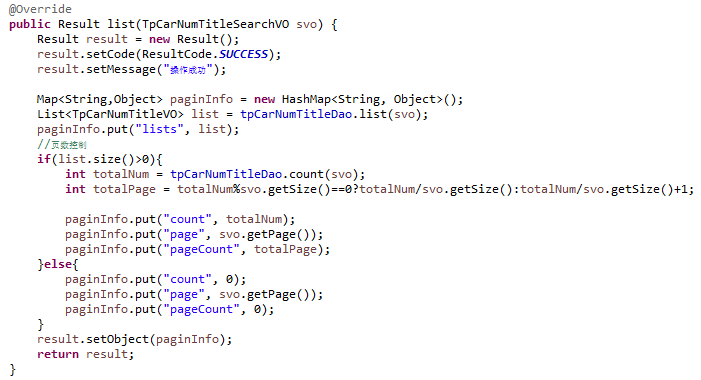 @Override
public Result list(TpCarNumTitleSearchVO svo) {
    Result result = new Result();
    result.setCode(ResultCode.SUCCESS);
    result.setMessage("操作成功");

    Map<String,Object> paginInfo = new HashMap<String, Object>();
    List<TpCarNumTitleVO> list = tpCarNumTitleDao.list(svo);
    paginInfo.put("lists", list);
    //页数控制
    if(list.size()>0){
        int totalNum = tpCarNumTitleDao.count(svo);
        int totalPage = totalNum%svo.getSize()==0?totalNum/svo.getSize():totalNum/svo.getSize()+1;

        paginInfo.put("count", totalNum);
        paginInfo.put("page", svo.getPage());
        paginInfo.put("pageCount", totalPage);
    }else{
        paginInfo.put("count", 0);
        paginInfo.put("page", svo.getPage());
        paginInfo.put("pageCount", 0);
    }
    result.setObject(paginInfo);
    return result;
}